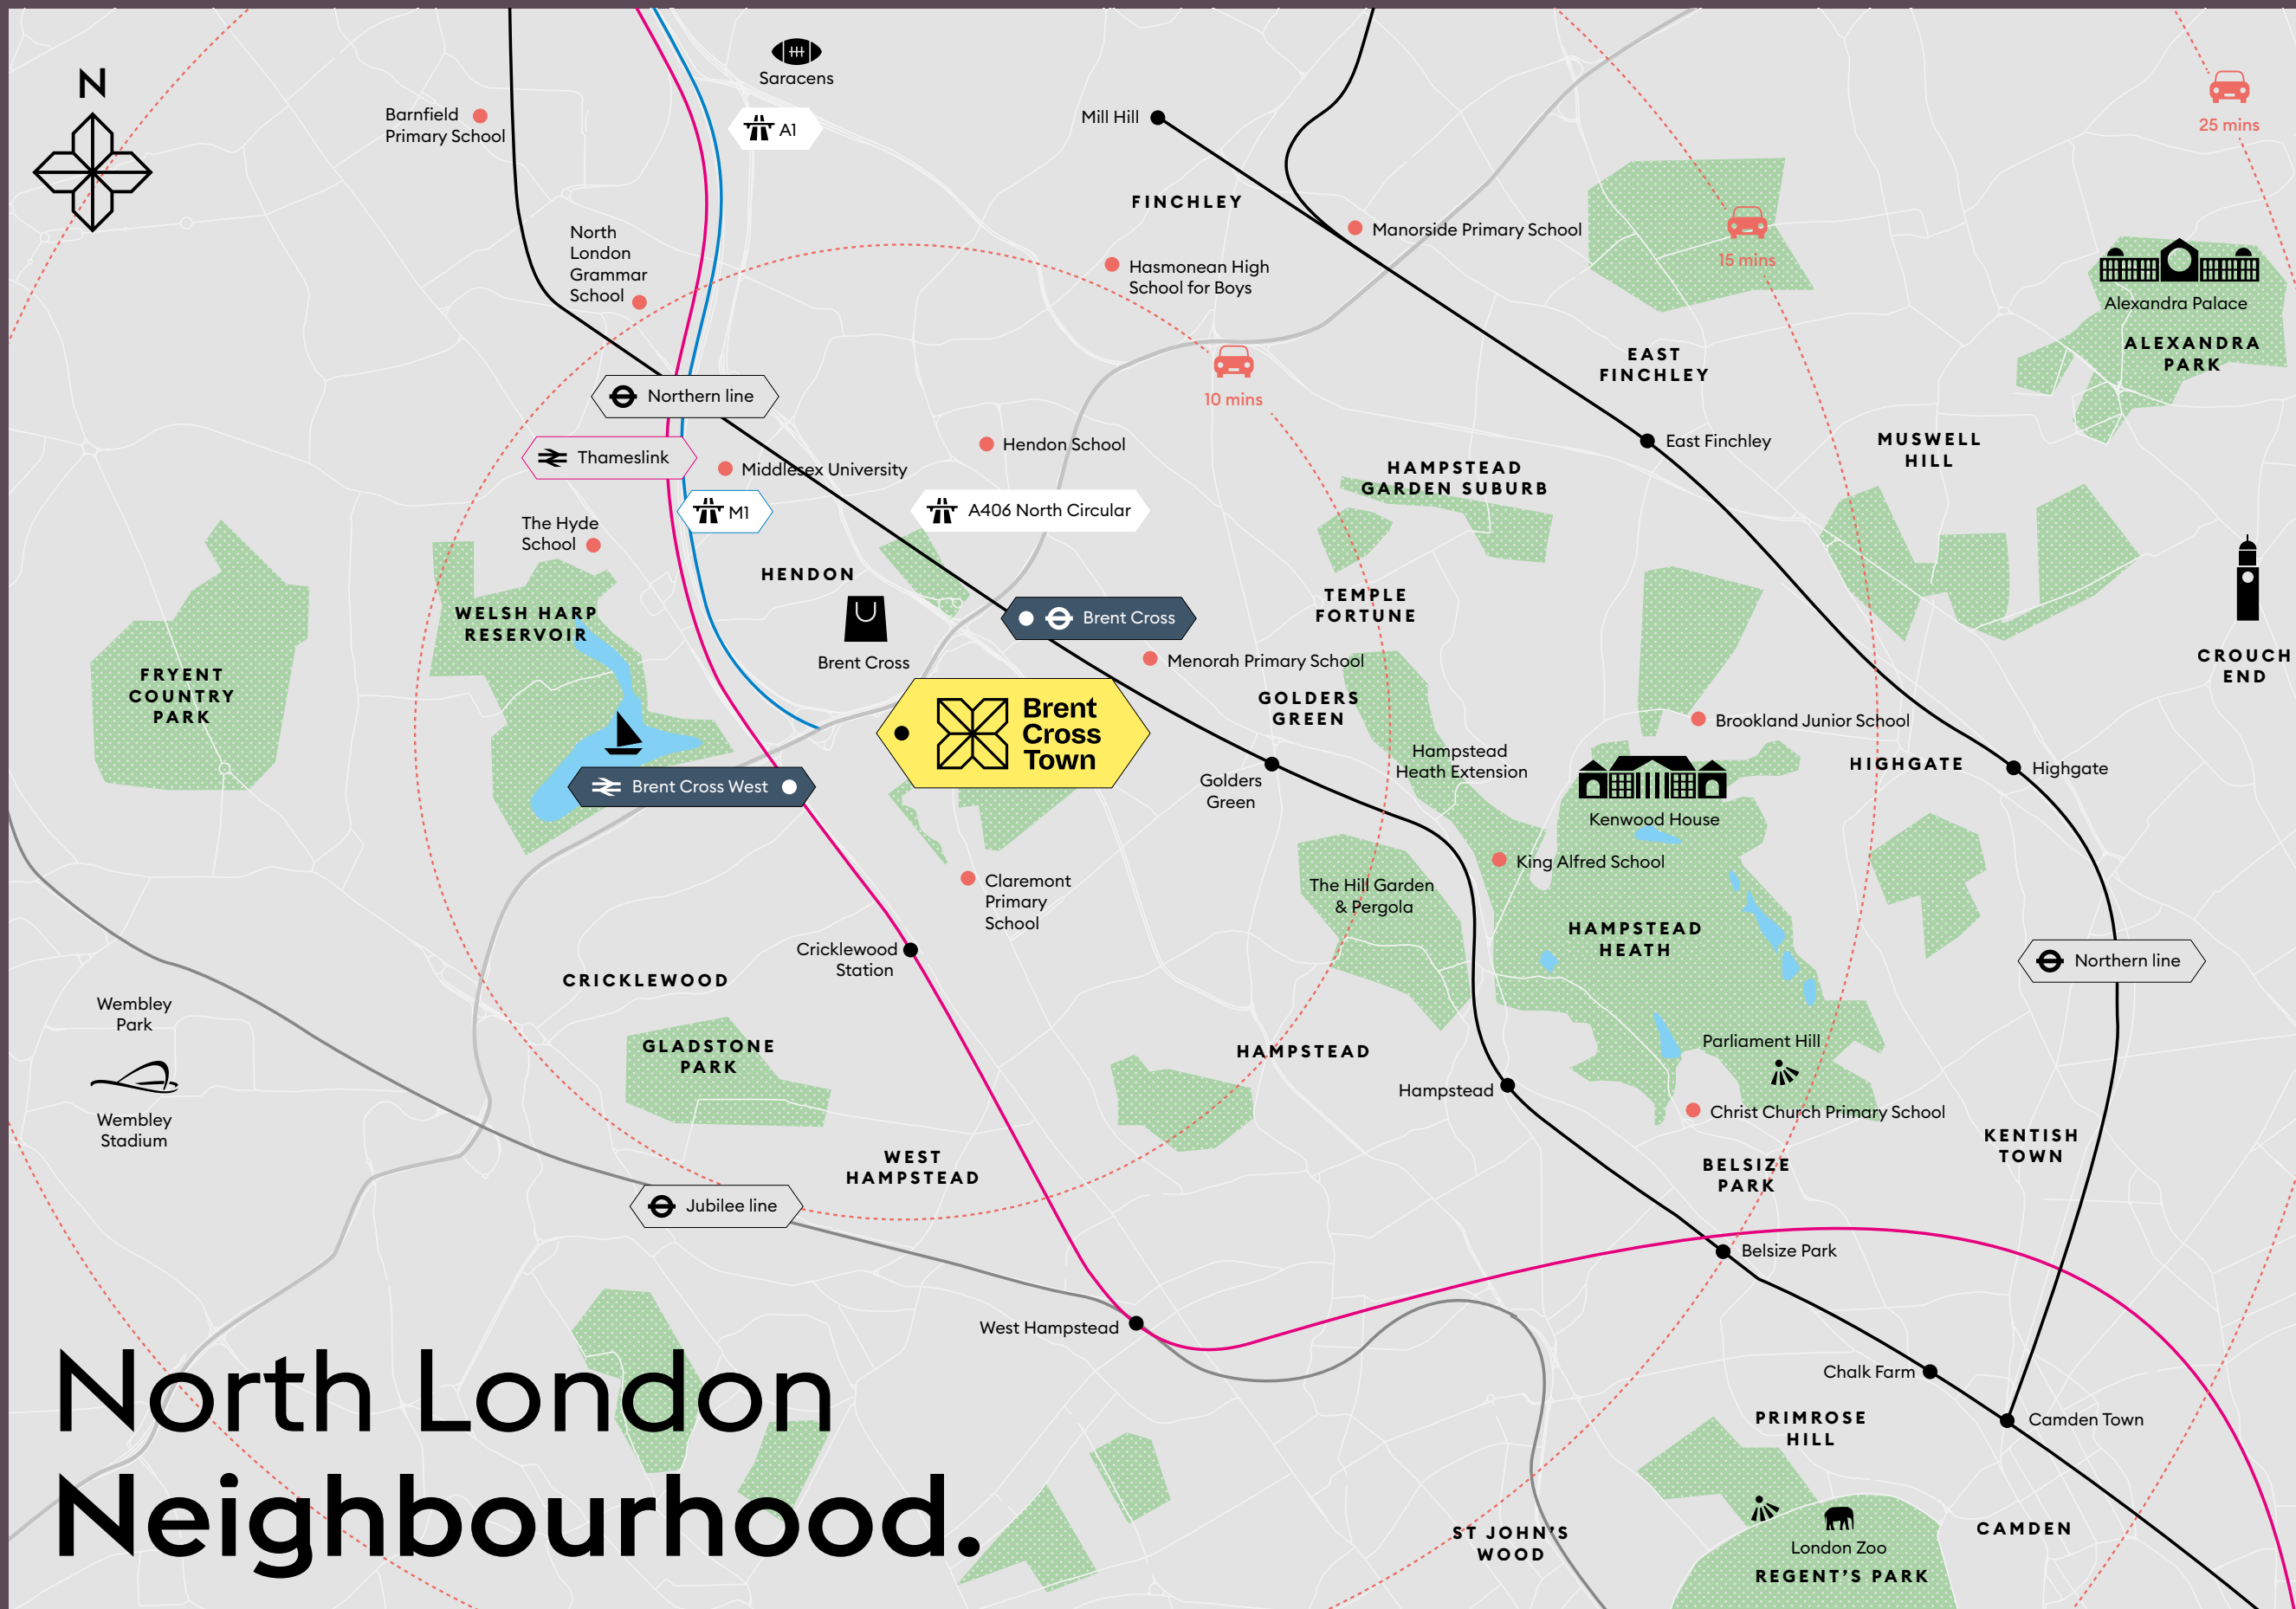 N
Saracens
A1
Barnfield
Primary School
Mill Hill
25 mins
FINCHLEY
Manorside Primary School
15 mins
North
London
Grammar
School
Hasmonean High
School for Boys
Alexandra Palace
ALEXANDRA
PARK
EAST
FINCHLEY
10 mins
Northern line
Thameslink
Middlesex University
Hendon School
East Finchley
MUSWELL
HILL
HAMPSTEAD
GARDEN SUBURB
M1
A406 North Circular
The Hyde
School
HENDON
Brent Cross
WELSH HARP
RESERVOIR
Brent Cross
TEMPLE
FORTUNE
Menorah Primary School
CROUCH
END
FRYENT
COUNTRY
PARK
Brent
Cross
Town
GOLDERS
GREEN
Brookland Junior School
Hampstead
Heath Extension
HIGHGATE
Highgate
Golders
Green
Brent Cross West
Kenwood House
King Alfred School
Claremont
Primary
School
The Hill Garden
& Pergola
HAMPSTEAD
HEATH
Cricklewood
Station
Northern line
CRICKLEWOOD
Wembley
Park
Wembley
Stadium
GLADSTONE
PARK
HAMPSTEAD
Hampstead
Parliament Hill
Christ Church Primary School
KENTISH
TOWN
WEST
HAMPSTEAD
BELSIZE
PARK
Jubilee line
Belsize Park
West Hampstead
Chalk Farm
Camden Town
PRIMROSE
HILL
ST JOHN'S
WOOD
London Zoo
REGENT'S PARK
CAMDEN
North London
Neighbourhood.